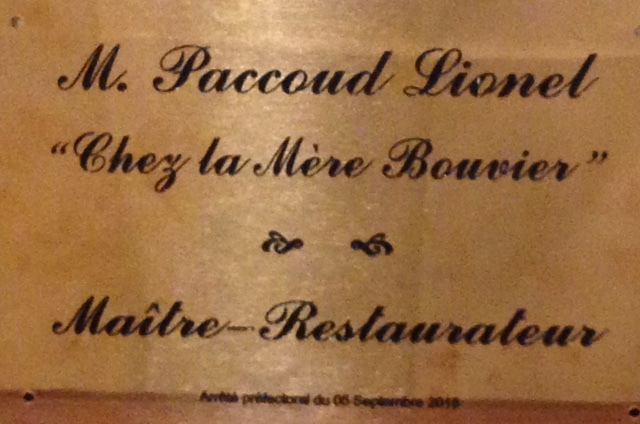 M. Paccoud Lionel
"Chez la Mère Bouvier"
Maître-Restaurateur
Arrêté préfectoral du 05 Septembre